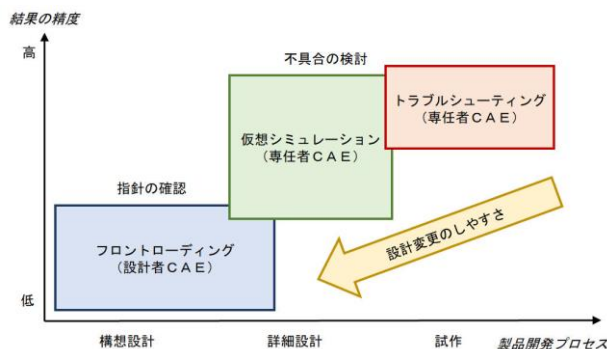 結果の精度
高
不具合の検討
トラブルシューティング
(専任者CAE)
仮想シミュレーション
(専任者CAE)
指針の確認
設計変更のしやすさ
フロントローディング
(設計者CAE)
低
構想設計
詳細設計
試作
製品開発プロセス